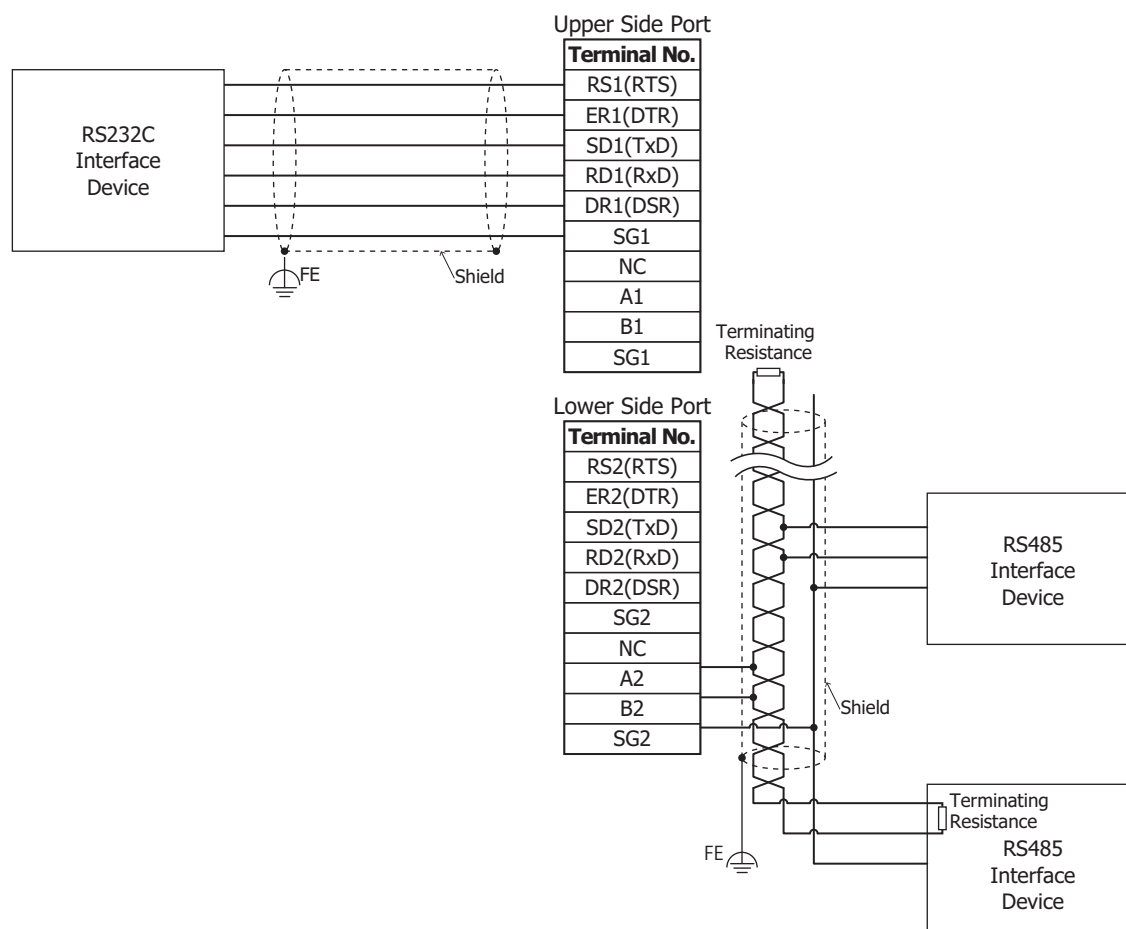 Upper Side Port
Terminal No.
RS1(RTS)
ER1(DTR)
SD1(TxD)
RD1(RxD)
DR1(DSR)
SG1
NC
A1
B1
SG1
RS232C
Interface
Device
FE
Shield
Terminating
Resistance
Lower Side Port
Terminal No.
RS2(RTS)
ER2(DTR)
SD2(TxD)
RD2(RxD)
DR2(DSR)
SG2
NC
A2
B2
SG2
RS485
Interface
Device
Shield
FE
Terminating
Resistance
RS485
Interface
Device